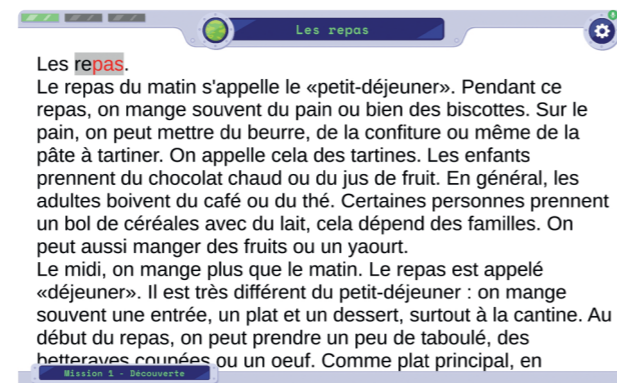 Les repas
Les repas.
Le repas du matin s'appelle le «petit-déjeuner». Pendant ce
repas, on mange souvent du pain ou bien des biscottes. Sur le
pain, on peut mettre du beurre, de la confiture ou même de la
pâte à tartiner. On appelle cela des tartines. Les enfants
prennent du chocolat chaud ou du jus de fruit. En général, les
adultes boivent du café ou du thé. Certaines personnes prennent
un bol de céréales avec du lait, cela dépend des familles. On
peut aussi manger des fruits ou un yaourt.
Le midi, on mange plus que le matin. Le repas est appelé
«déjeuner». Il est très différent du petit-déjeuner : on mange
souvent une entrée, un plat et un dessert, surtout à la cantine. Au
début du repas, on peut prendre un peu de taboulé, des
betteraves coupées ou un oeuf. Comme plat principal, en
Mission 1 - Découverte